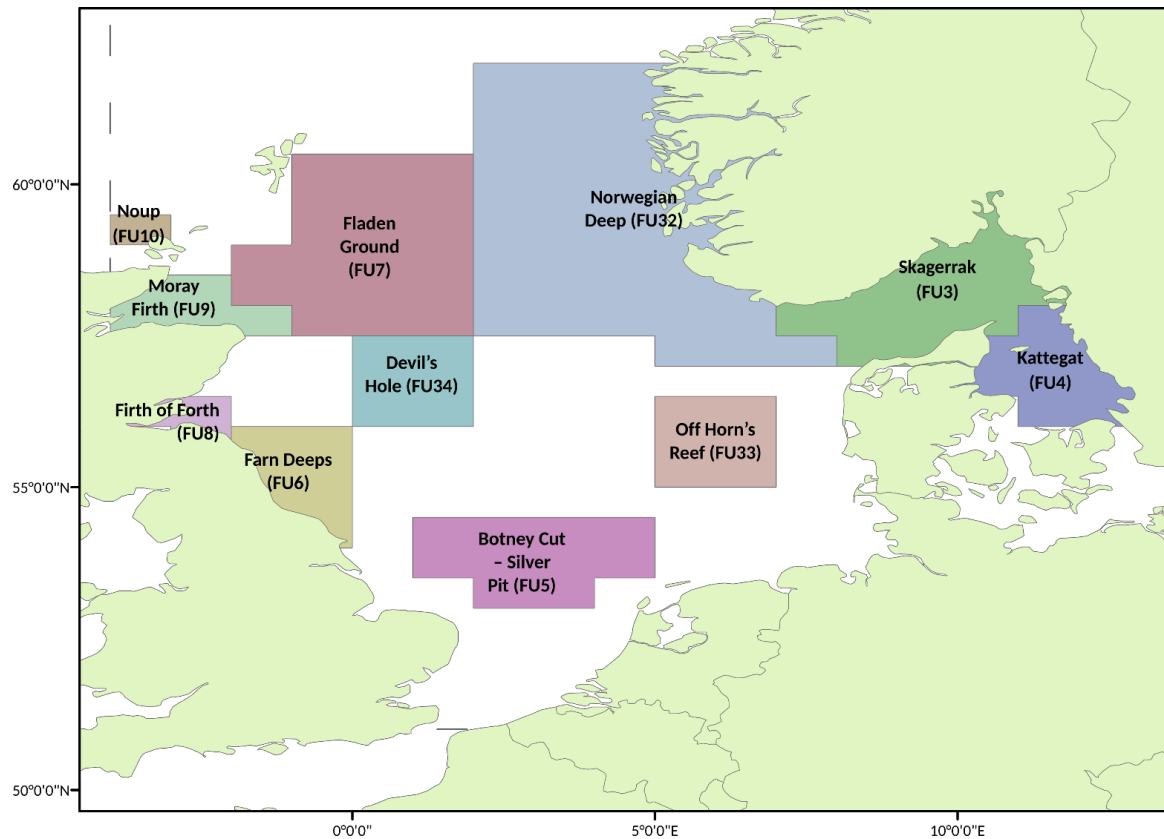 60°0'0"N
55°0'0"N
50°0'0"N
Noup
(FU10)
Moray
Firth (FU9)
Fladen
Ground
(FU7)
Norwegian
Deep (FU32)
Skagerrak
(FU3)
Kattegat
(FU4)
Devil's
Hole (FU34)
Firth of Forth
(FU8)
Farn Deeps
(FU6)
Off Horn's
Reef (FU33)
Botney Cut
– Silver
Pit (FU5)
0°0'0"
5°0'0"E
10°0'0"E